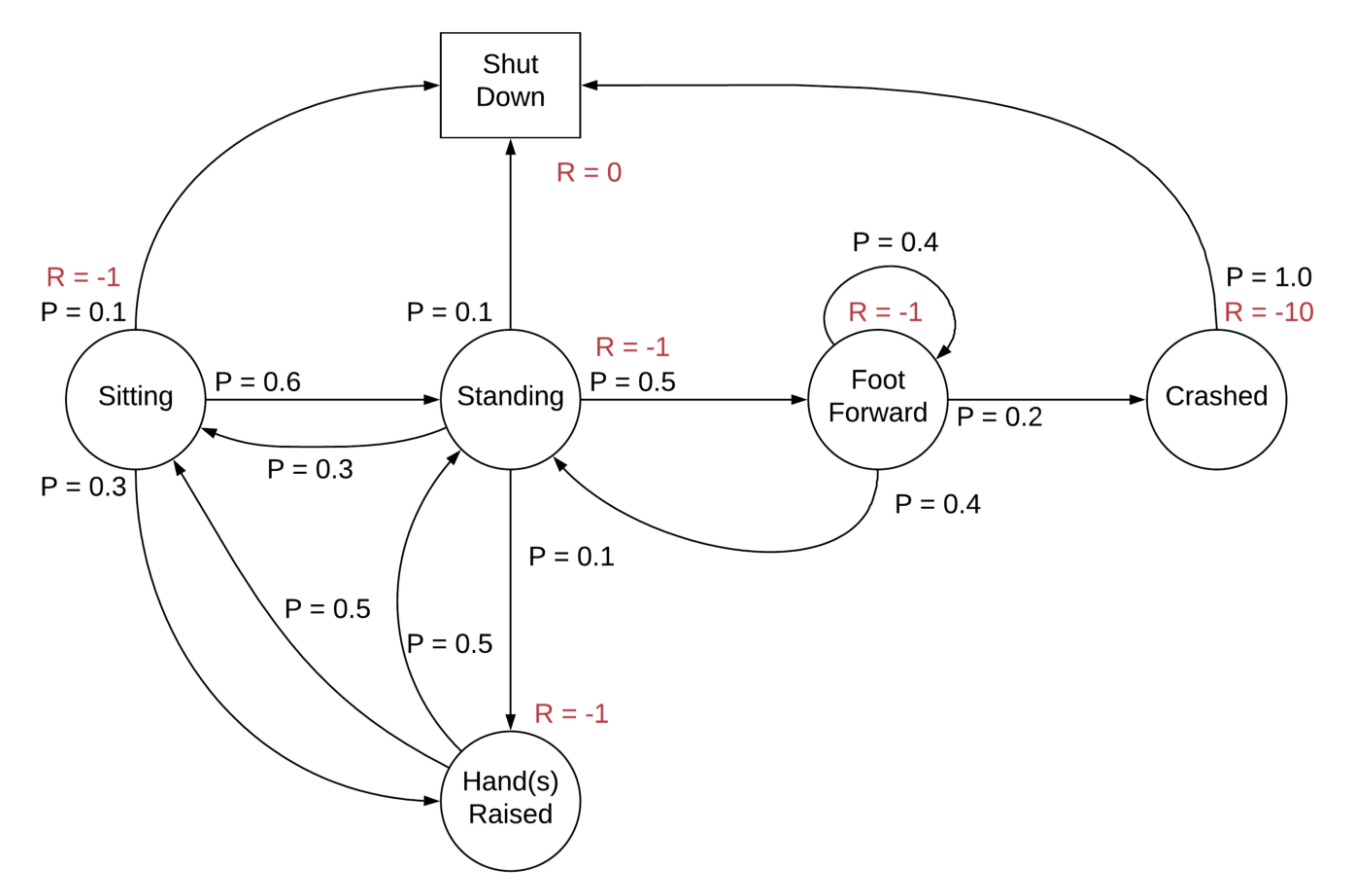 Shut
Down
R = 0
P = 0.4
R = -1
P = 0.1
P = 0.1
R = -1
P = 1.0
R = -10
R = -1
P = 0.5
Sitting
P = 0.6
Standing
Foot
Forward
P = 0.2
Crashed
P = 0.3
P = 0.3
P = 0.4
P = 0.1
P = 0.5
P = 0.5
R = -1
Hand(s)
Raised